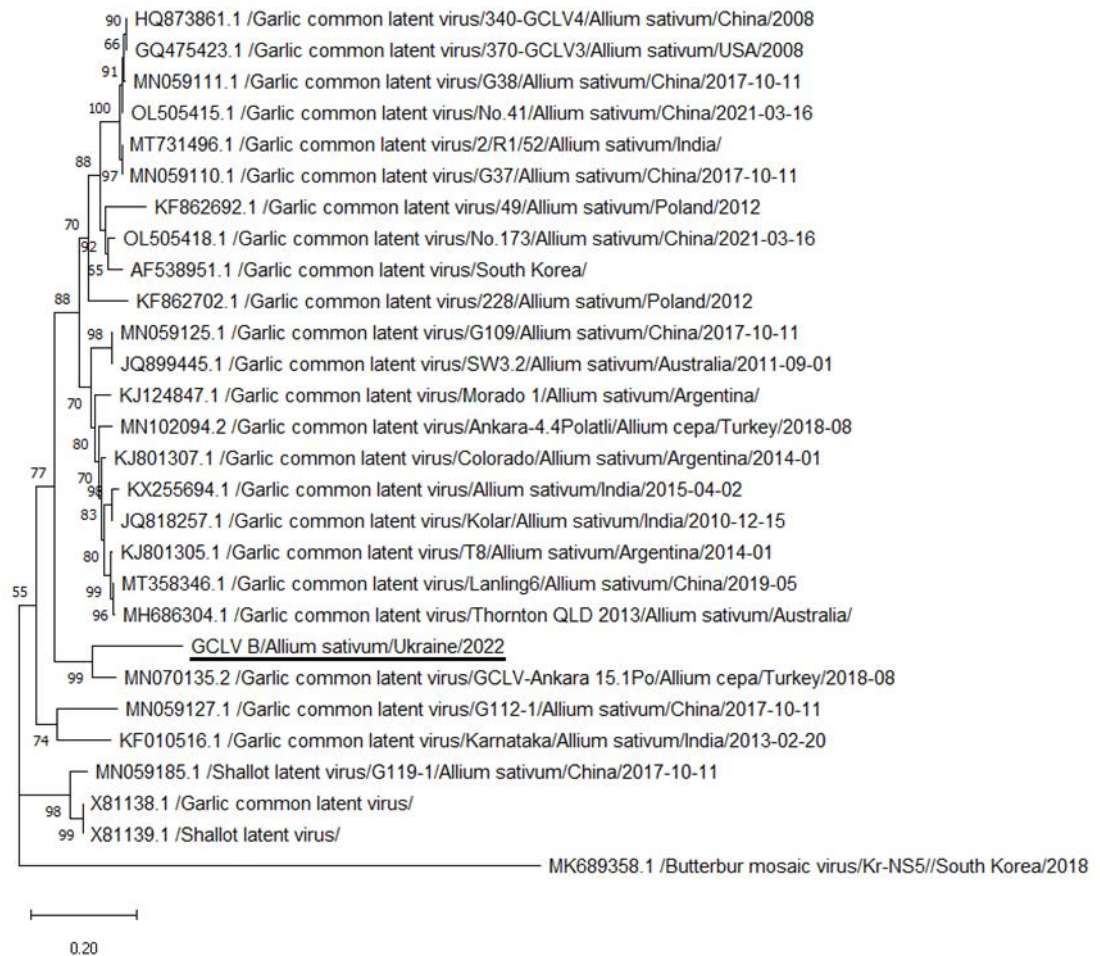 90 HQ873861.1 /Garlic common latent virus/340-GCLV4/Allium sativum/China/2008
66 GQ475423.1 /Garlic common latent virus/370-GCLV3/Allium sativum/USA/2008
91 MN059111.1 /Garlic common latent virus/G38/Allium sativum/China/2017-10-11
100 OL505415.1 /Garlic common latent virus/No.41/Allium sativum/China/2021-03-16
MT731496.1 /Garlic common latent virus/2/R1/52/Allium sativum/India/
88 97 MN059110.1 /Garlic common latent virus/G37/Allium sativum/China/2017-10-11
KF862692.1 /Garlic common latent virus/49/Allium sativum/Poland/2012
70 92 OL505418.1 /Garlic common latent virus/No.173/Allium sativum/China/2021-03-16
55 AF538951.1 /Garlic common latent virus/South Korea/
88 KF862702.1 /Garlic common latent virus/228/Allium sativum/Poland/2012
98 MN059125.1 /Garlic common latent virus/G109/Allium sativum/China/2017-10-11
JQ899445.1 /Garlic common latent virus/SW3.2/Allium sativum/Australia/2011-09-01
70 KJ124847.1 /Garlic common latent virus/Morado 1/Allium sativum/Argentina/
MN102094.2 /Garlic common latent virus/Ankara-4.4Polatli/Allium cepa/Turkey/2018-08
80 KJ801307.1 /Garlic common latent virus/Colorado/Allium sativum/Argentina/2014-01
77 70 98 KX255694.1 /Garlic common latent virus/Allium sativum/India/2015-04-02
83 JQ818257.1 /Garlic common latent virus/Kolar/Allium sativum/India/2010-12-15
80 KJ801305.1 /Garlic common latent virus/T8/Allium sativum/Argentina/2014-01
55 99 MT358346.1 /Garlic common latent virus/Lanling6/Allium sativum/China/2019-05
96 MH686304.1 /Garlic common latent virus/Thornton QLD 2013/Allium sativum/Australia/
GCLV B/Allium sativum/Ukraine/2022
99 MN070135.2 /Garlic common latent virus/GCLV-Ankara 15.1Po/Allium cepa/Turkey/2018-08
MN059127.1 /Garlic common latent virus/G112-1/Allium sativum/China/2017-10-11
74 KF010516.1 /Garlic common latent virus/Karnataka/Allium sativum/India/2013-02-20
MN059185.1 /Shallot latent virus/G119-1/Allium sativum/China/2017-10-11
98 X81138.1 /Garlic common latent virus/
99 X81139.1 /Shallot latent virus/
MK689358.1 /Butterbur mosaic virus/Kr-NS5//South Korea/2018
0.20